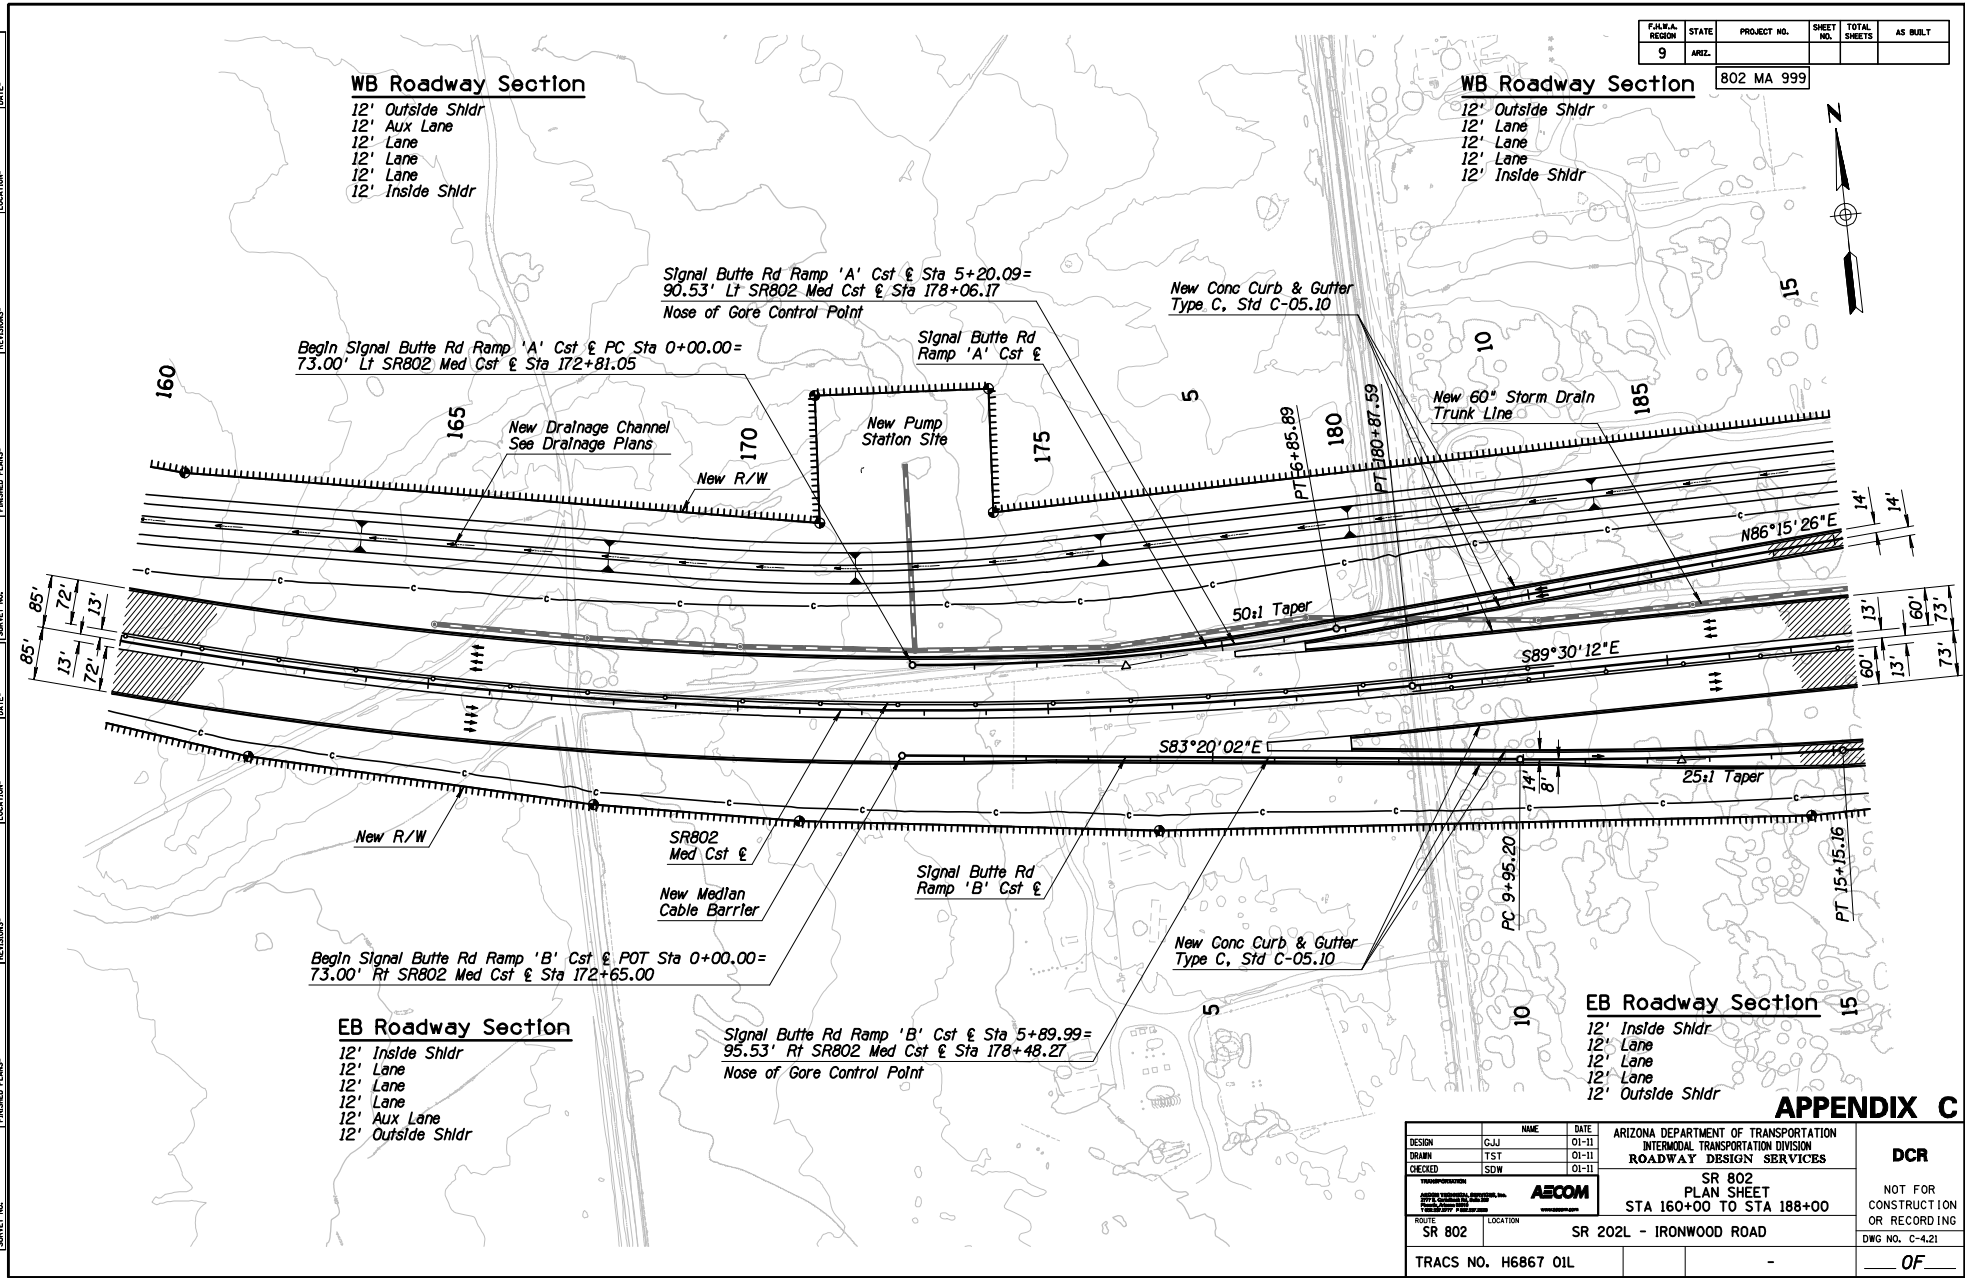 F.H.W.A. REGION STATE PROJECT NO. SHEET NO. TOTAL SHEETS AS BUILT
9 ARIZ.
802 MA 999
WB Roadway Section
12' Outside Shldr
12' Aux Lane
12' Lane
12' Lane
12' Lane
12' Inside Shldr
WB Roadway Section
12' Outside Shldr
12' Lane
12' Lane
12' Lane
12' Inside Shldr
N
Signal Butte Rd Ramp 'A' Cst ℄ Sta 5+20.09=
90.53' Lt SR802 Med Cst ℄ Sta 178+06.17
Nose of Gore Control Point
New Conc Curb & Gutter
Type C, Std C-05.10
Begin Signal Butte Rd Ramp 'A' Cst ℄ PC Sta 0+00.00=
73.00' Lt SR802 Med Cst ℄ Sta 172+81.05
Signal Butte Rd
Ramp 'A' Cst ℄
15
10
5
160
165
170
175
180
185
New Drainage Channel
See Drainage Plans
New Pump
Station Site
New R/W
New 60" Storm Drain
Trunk Line
PT 6+85.89
PT 180+87.59
N86°15'26"E
14'
14'
50:1 Taper
S89°30'12"E
85'
72'
13'
85'
13'
72'
13'
60'
73'
60'
13'
73'
S83°20'02"E
25:1 Taper
14'
8'
New R/W
SR802
Med Cst ℄
New Median
Cable Barrier
Signal Butte Rd
Ramp 'B' Cst ℄
PC 9+95.20
PT 15+15.16
New Conc Curb & Gutter
Type C, Std C-05.10
Begin Signal Butte Rd Ramp 'B' Cst ℄ POT Sta 0+00.00=
73.00' Rt SR802 Med Cst ℄ Sta 172+65.00
5
10
15
EB Roadway Section
12' Inside Shldr
12' Lane
12' Lane
12' Lane
12' Aux Lane
12' Outside Shldr
Signal Butte Rd Ramp 'B' Cst ℄ Sta 5+89.99=
95.53' Rt SR802 Med Cst ℄ Sta 178+48.27
Nose of Gore Control Point
EB Roadway Section
12' Inside Shldr
12' Lane
12' Lane
12' Lane
12' Outside Shldr
APPENDIX C
NAME DATE
DESIGN GJJ 01-11
DRAWN TST 01-11
CHECKED SDW 01-11
ARIZONA DEPARTMENT OF TRANSPORTATION
INTERMODAL TRANSPORTATION DIVISION
ROADWAY DESIGN SERVICES
DCR
TRANSPORTATION
AECOM
SR 802
PLAN SHEET
STA 160+00 TO STA 188+00
NOT FOR
CONSTRUCTION
OR RECORDING
ROUTE
SR 802
LOCATION
SR 202L - IRONWOOD ROAD
DWG NO. C-4.21
TRACS NO. H6867 01L
-
OF